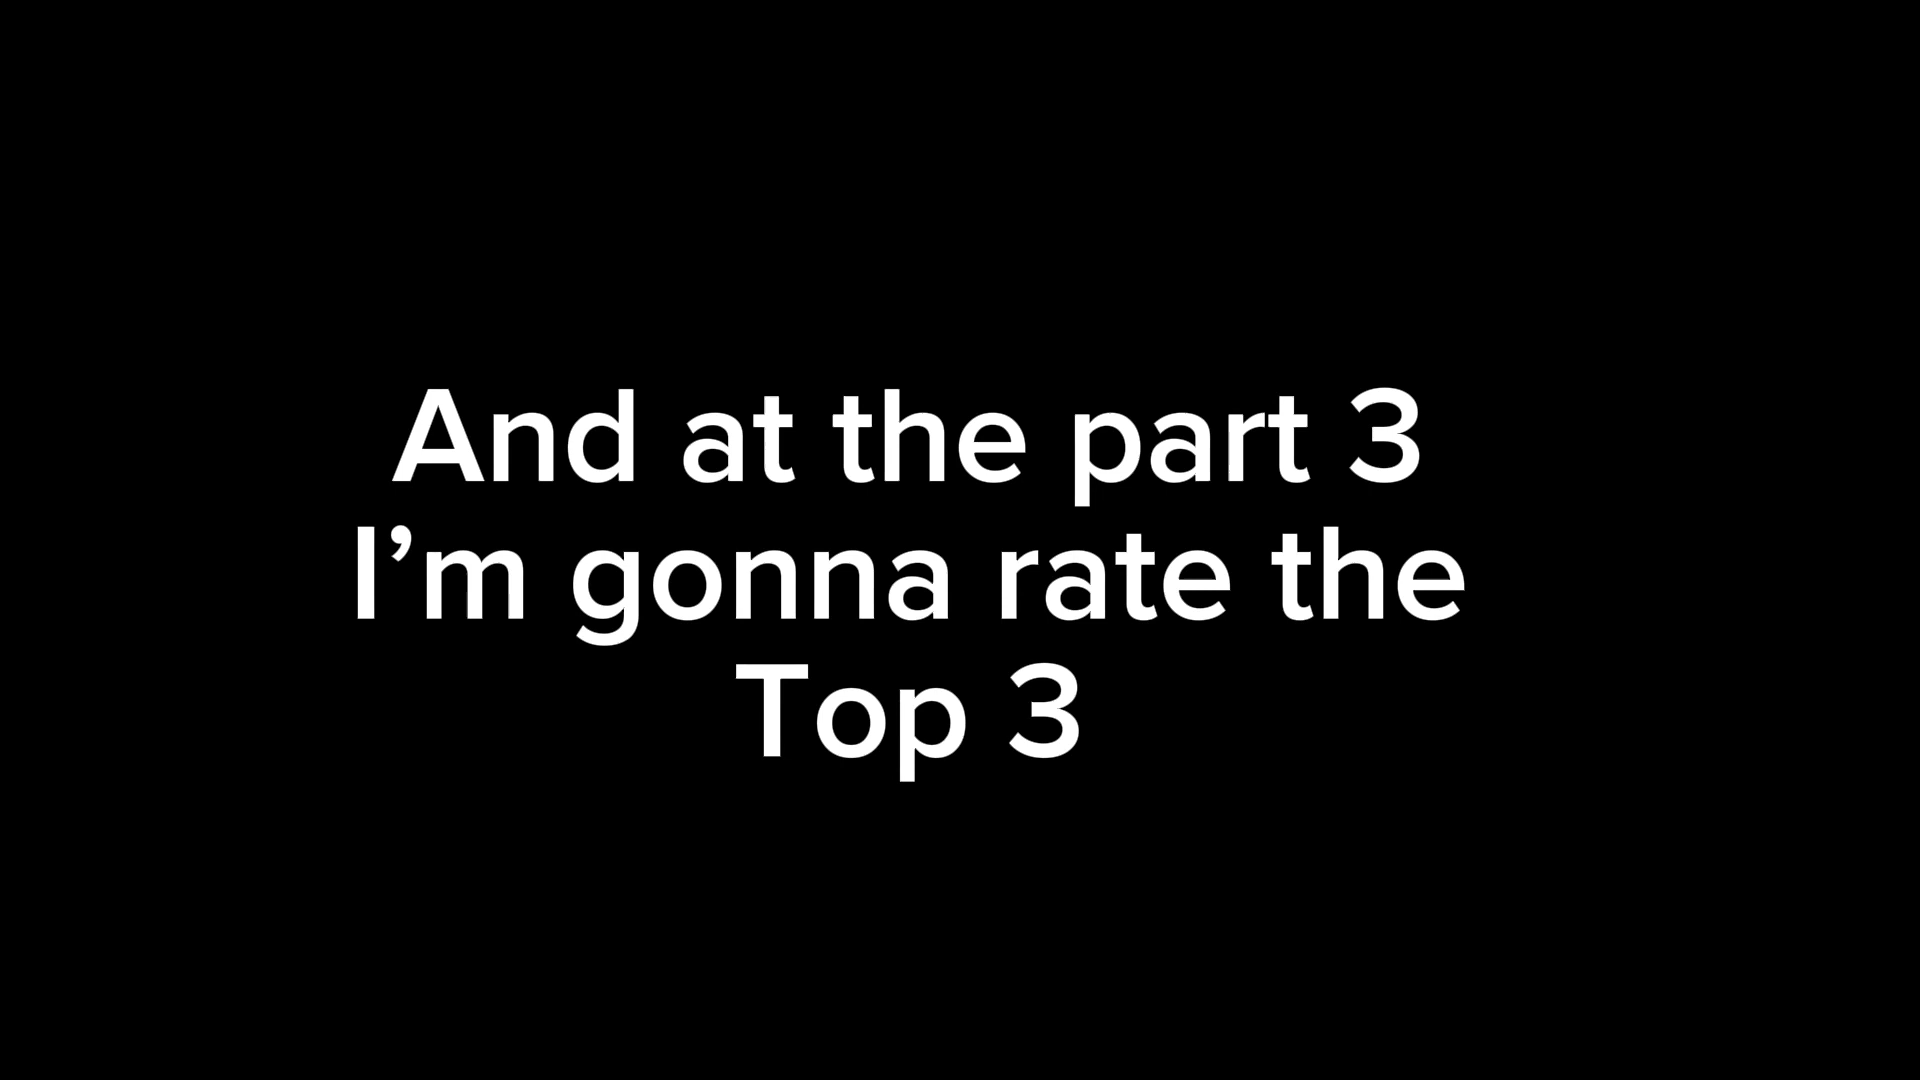 And at the part 3
I’m gonna rate the
Top 3